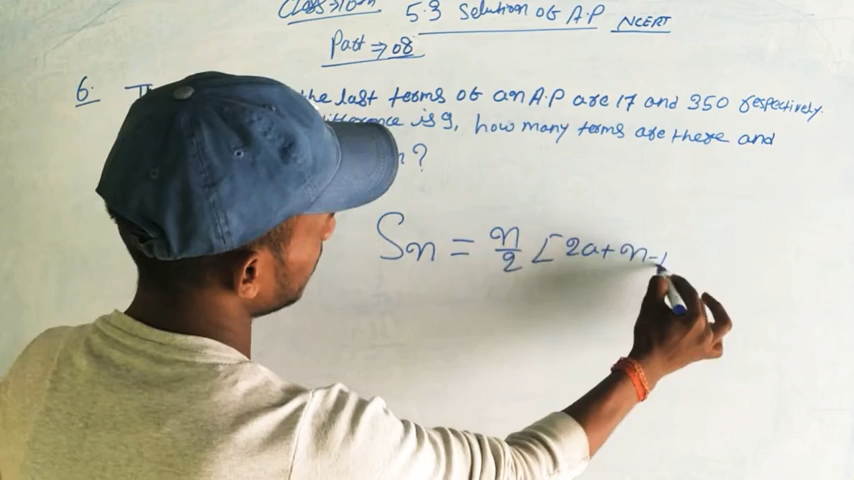 Class→10th 5.3 Solution of A.P NCERT
Part → 08
6. the last terms of an A.P are 17 and 350 respectively.
is 9, how many terms are there and
?
Sn = n/2 [2a+n-1